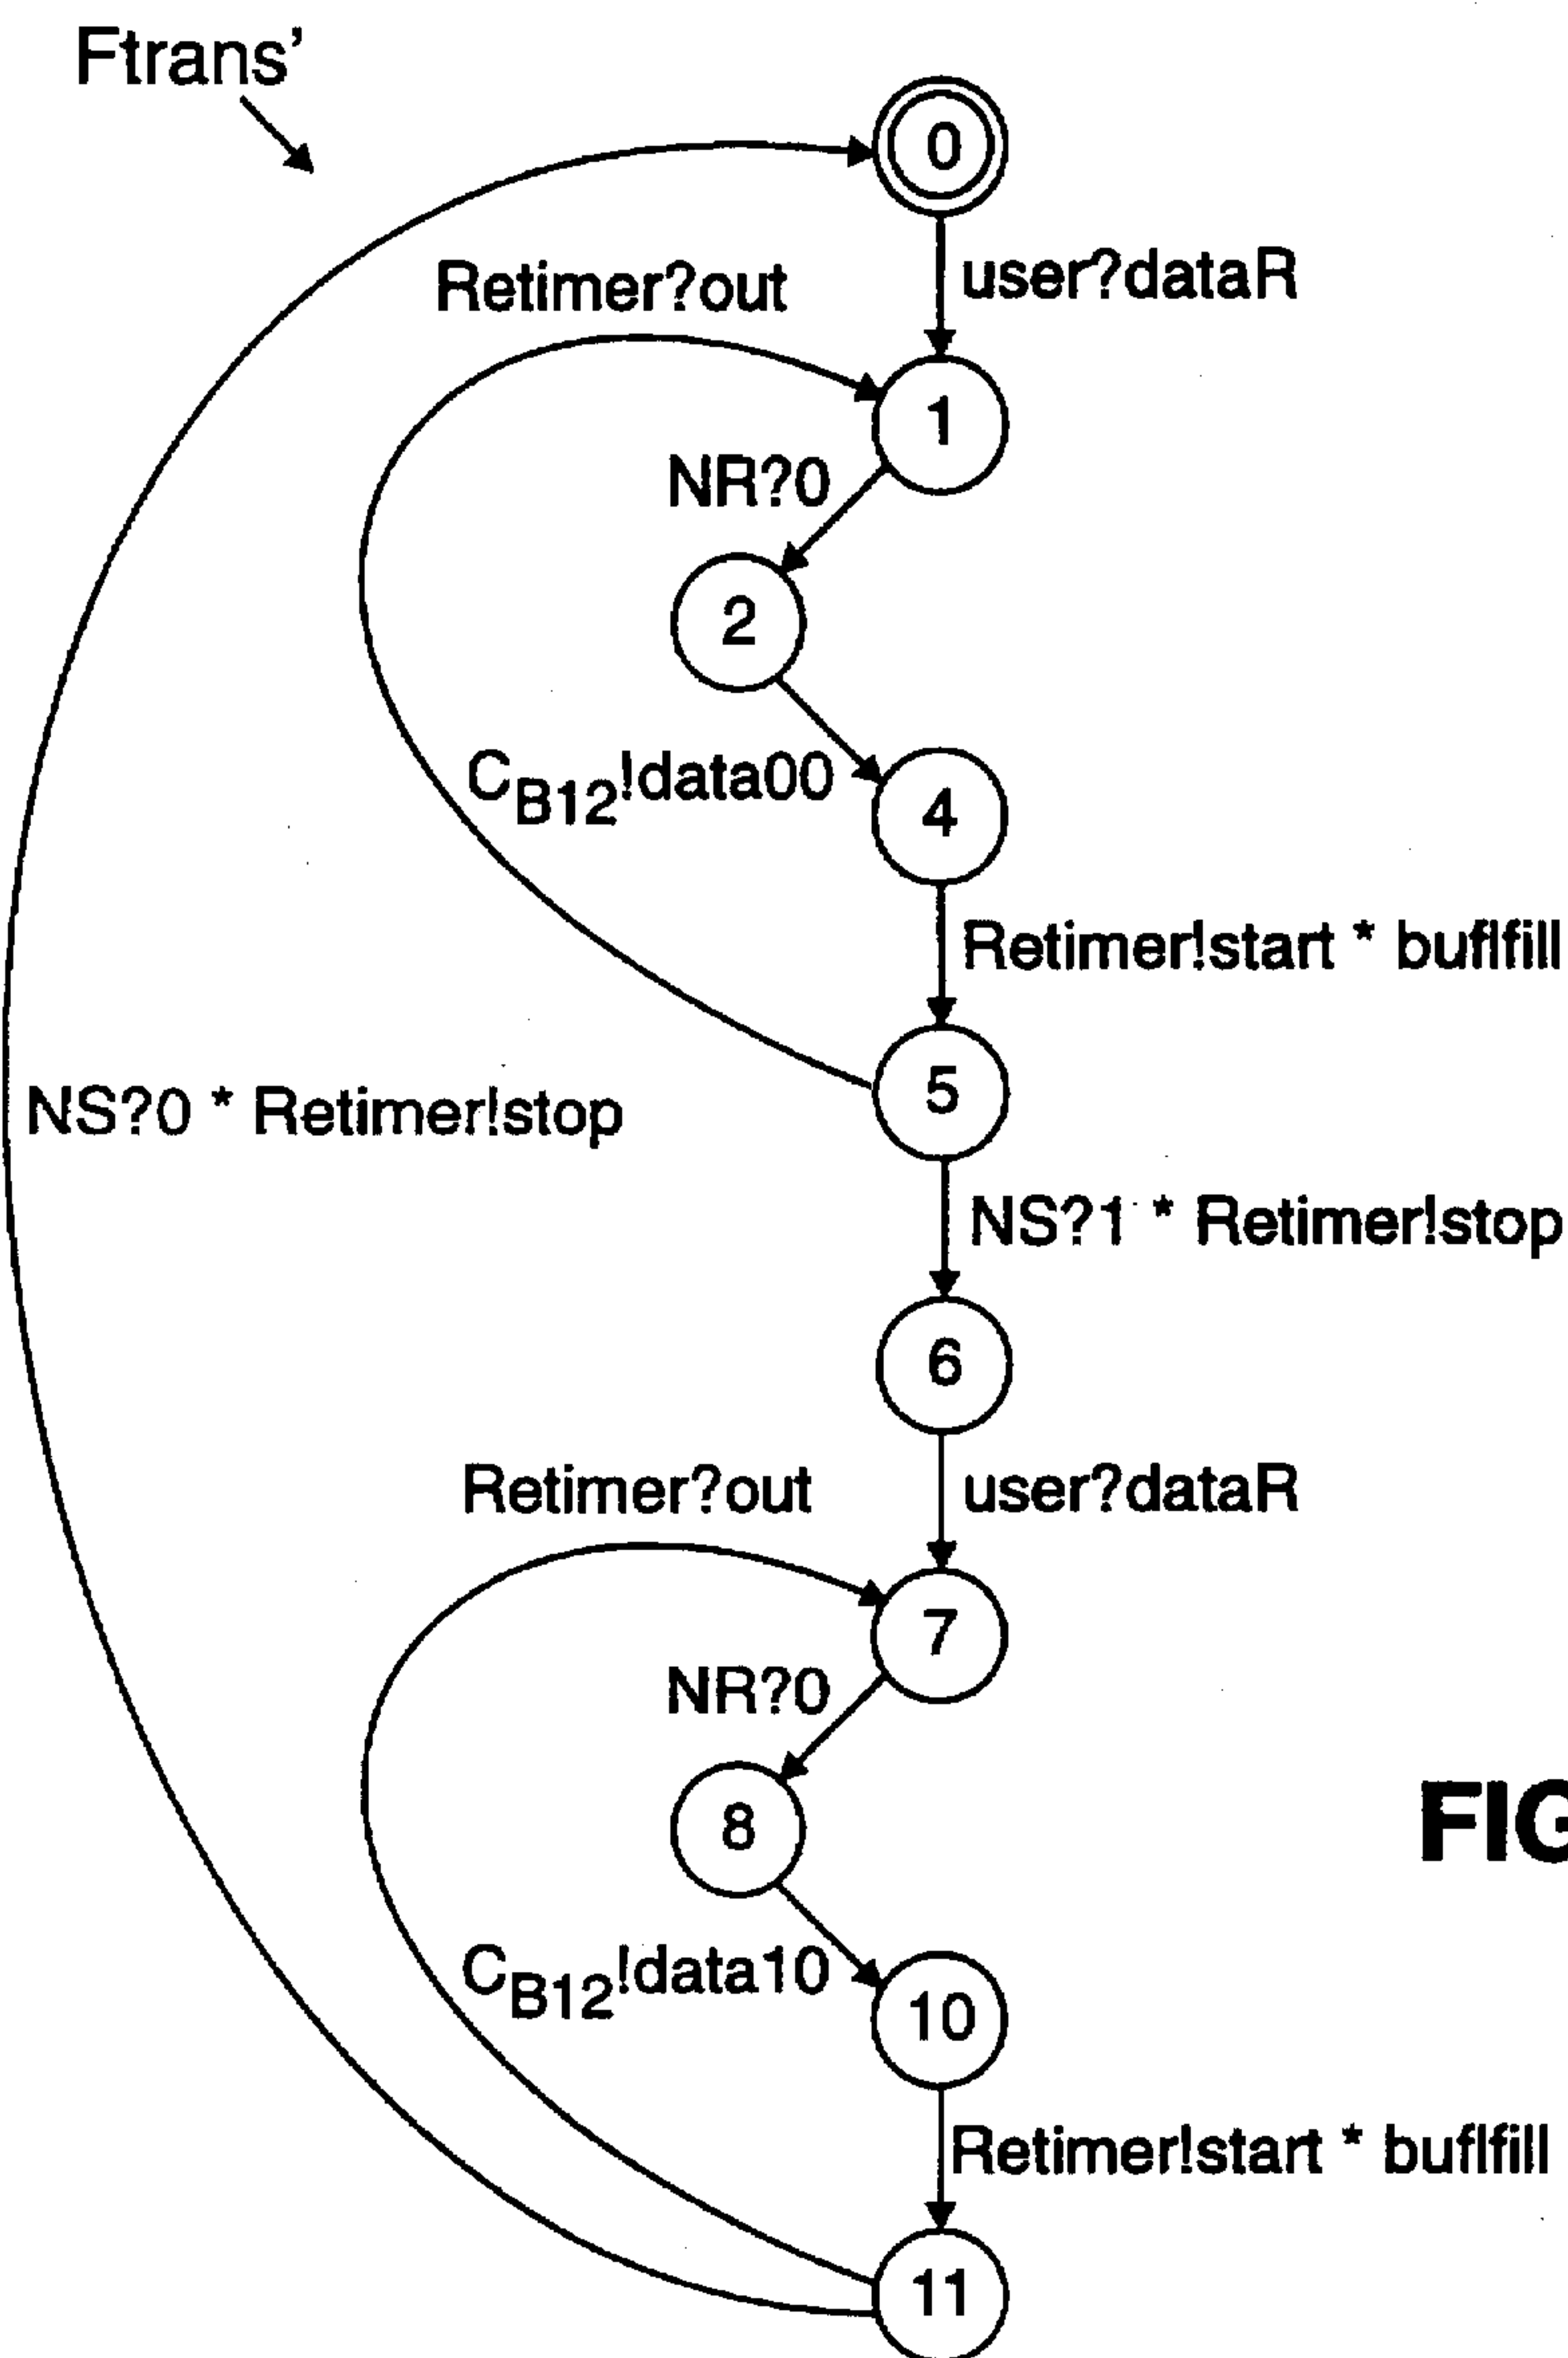 Ftrans'
0
user?dataR
Retimer?out
1
NR?0
2
C_B12!data00
4
Retimer!start * buflfill
5
NS?0 * Retimer!stop
NS?1 * Retimer!stop
6
Retimer?out
user?dataR
7
NR?0
8
FIG
C_B12!data10
10
Retimer!start * buflfill
11